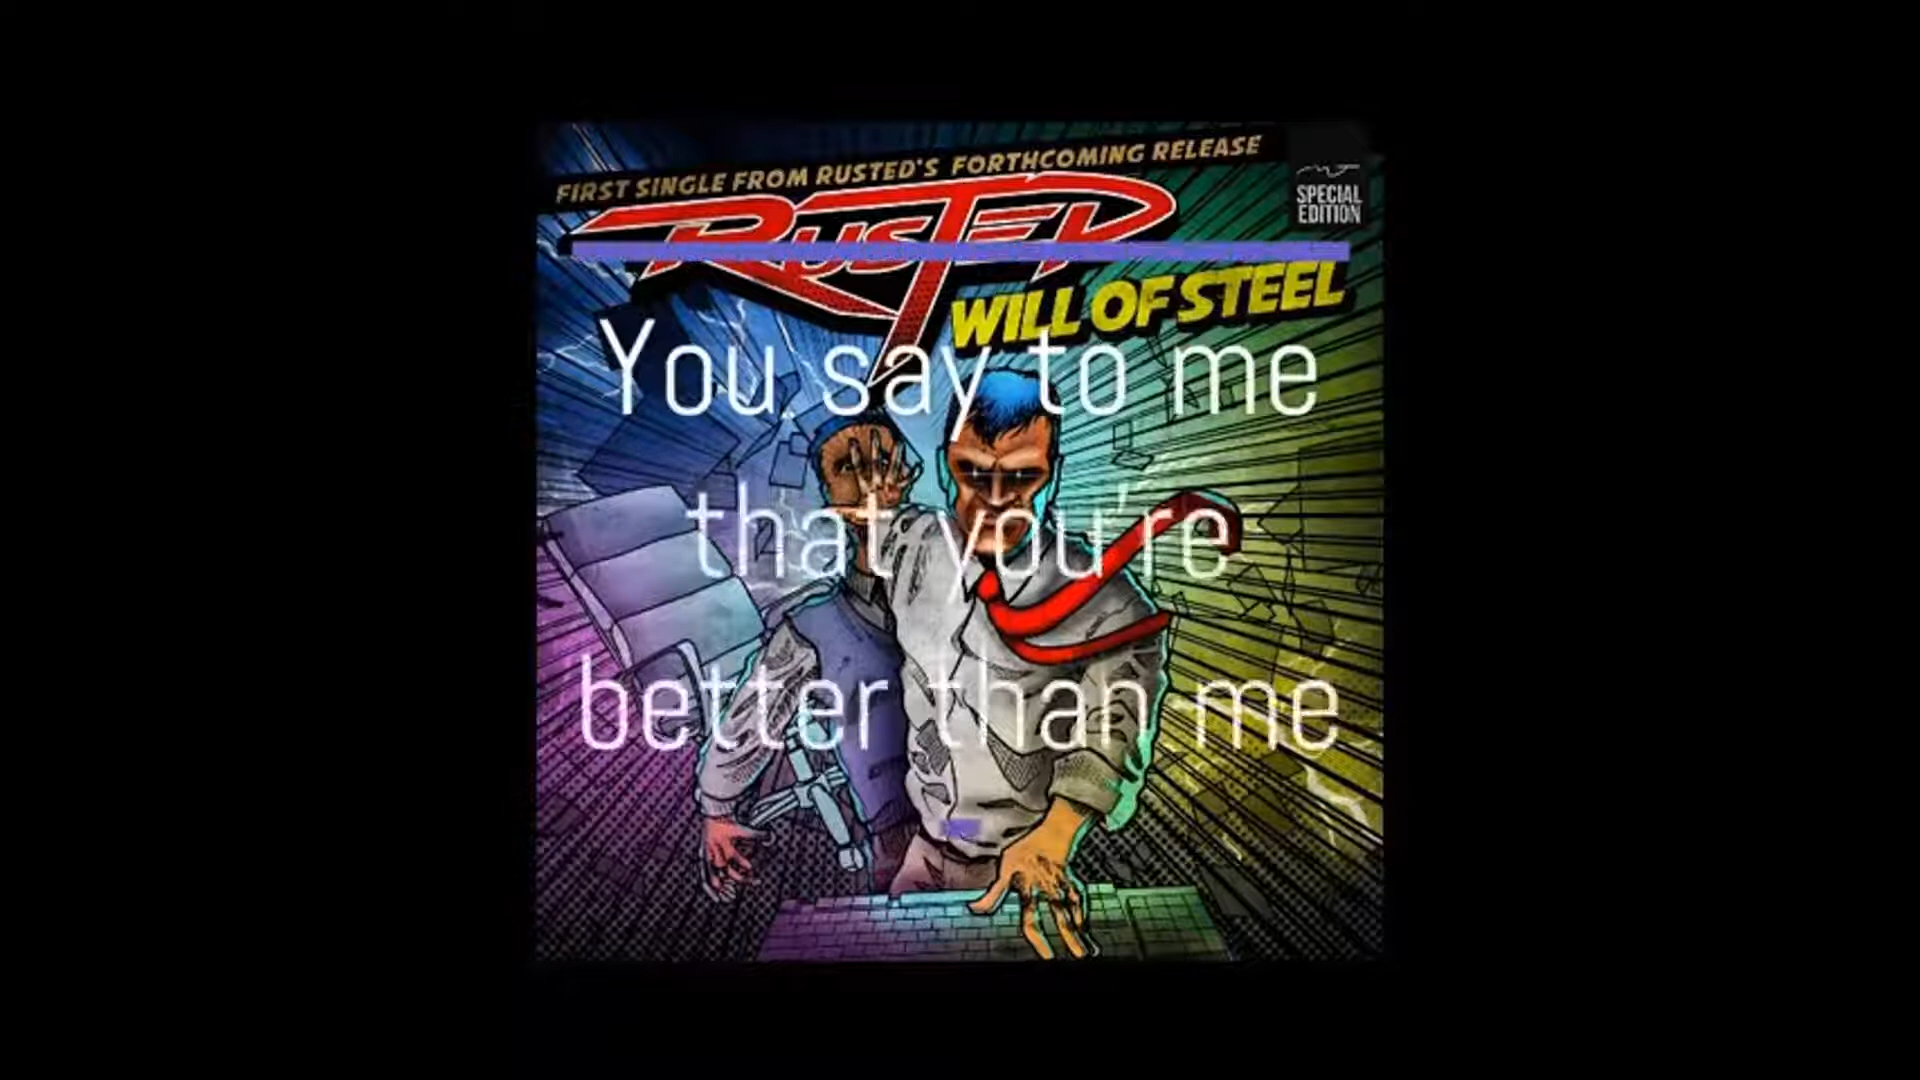 FIRST SINGLE FROM RUSTED'S FORTHCOMING RELEASE
SPECIAL
EDITION
RUSTED
WILL OF STEEL
You say to me
that you're
better than me